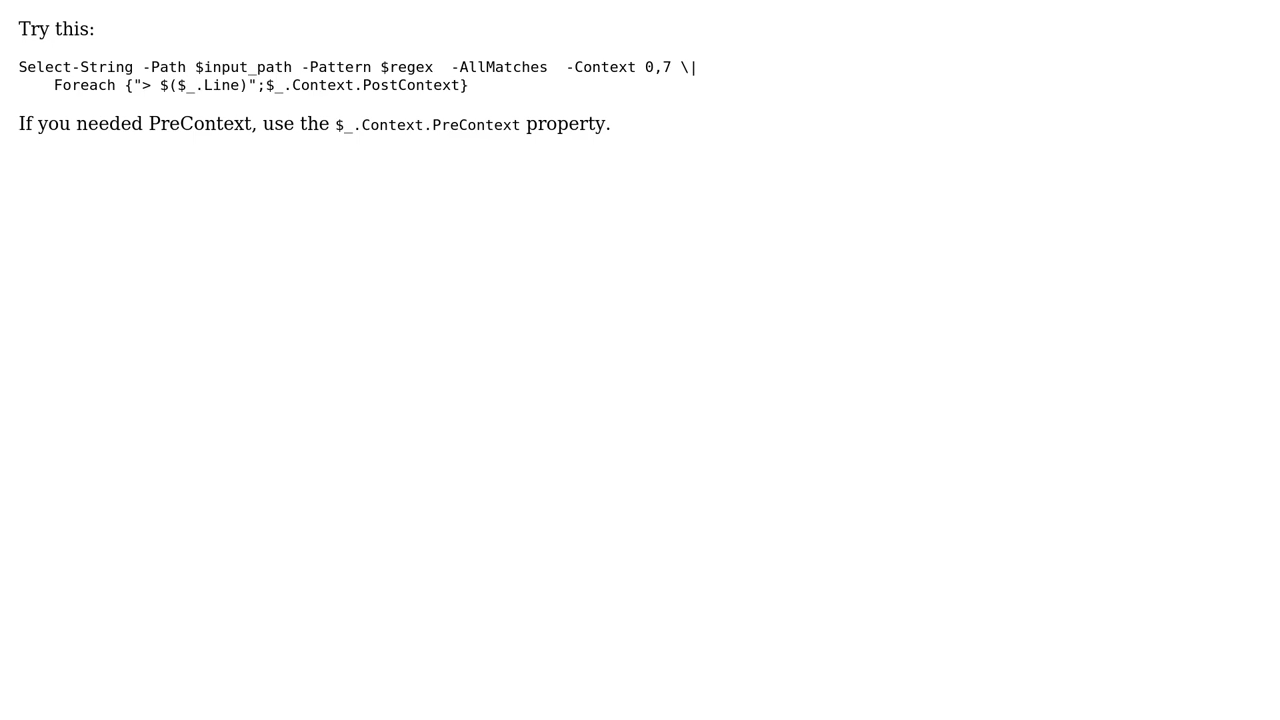 Try this:
Select-String -Path $input_path -Pattern $regex  -AllMatches  -Context 0,7 \|
    Foreach {"> $($_.Line)";$_.Context.PostContext}
If you needed PreContext, use the $_.Context.PreContext property.